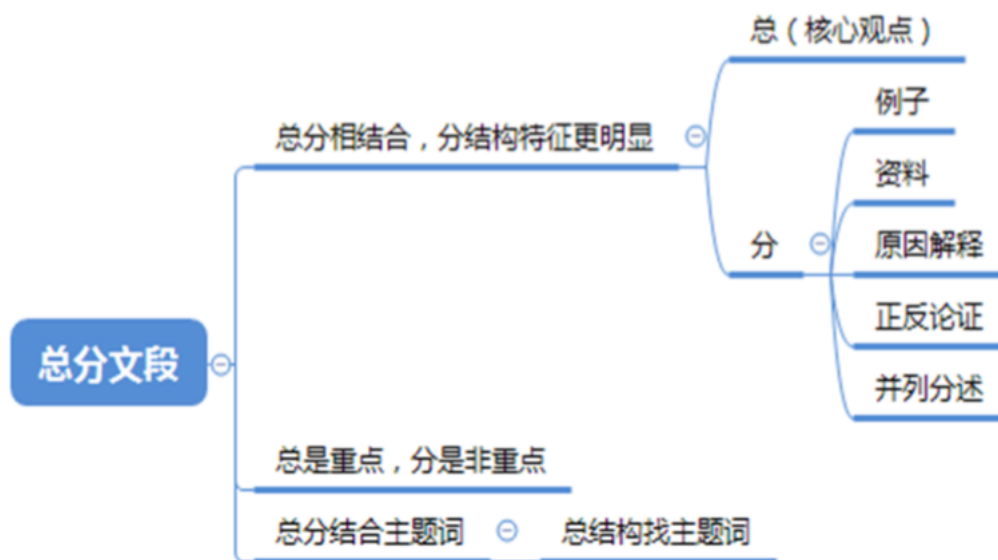 总（核心观点）
例子
总分相结合，分结构特征更明显
资料
分
原因解释
正反论证
总分文段
并列分述
总是重点，分是非重点
总分结合主题词
总结构找主题词